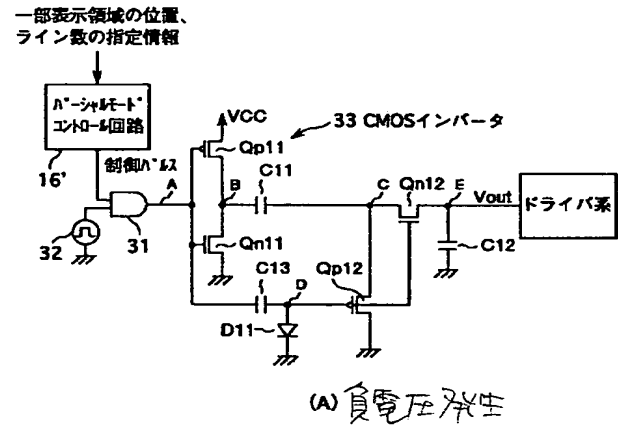 一部表示領域の位置、
ライン数の指定情報
パーシャルモード
コントロール回路
16'
制御パルス
VCC
33 CMOSインバータ
Qp11
C11
A
B
C
Qn12
E
Vout
ドライバ系
31
32
Qn11
C12
C13
D
Qp12
D11
(A) 負電圧発生